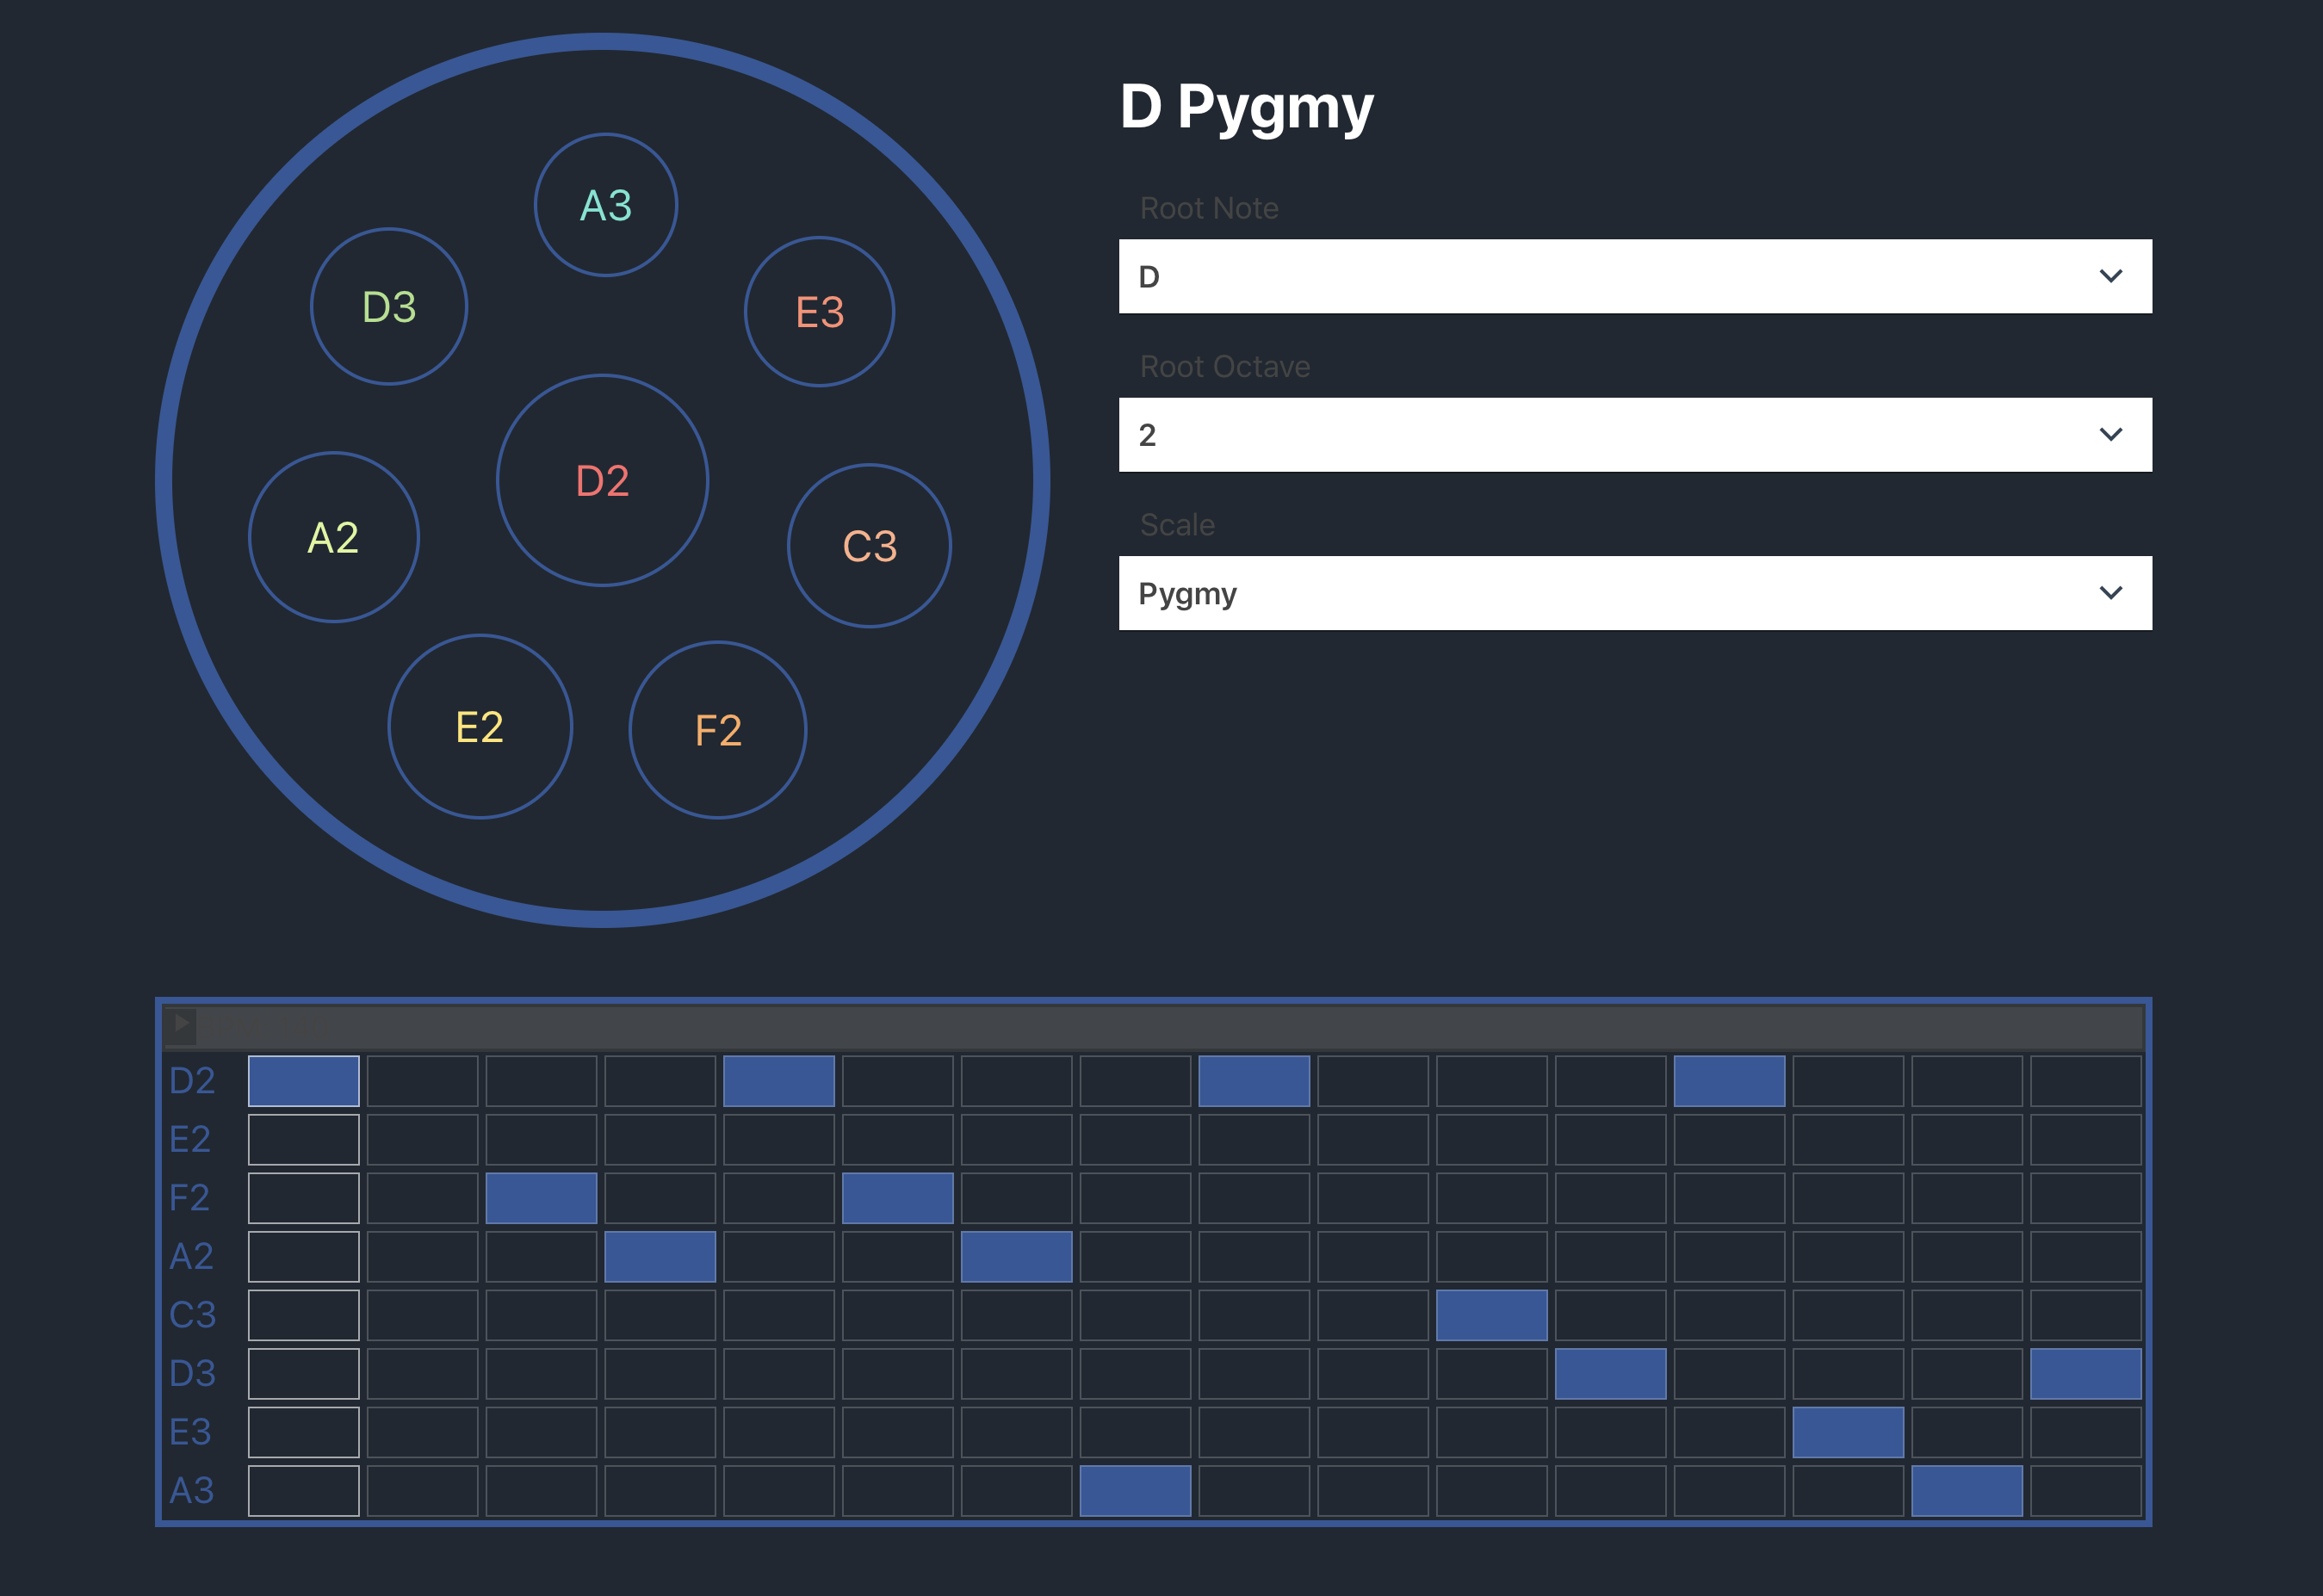 A3
D3
E3
D2
A2
C3
E2
F2
D Pygmy
Root Note
D
Root Octave
2
Scale
Pygmy
D2
E2
F2
A2
C3
D3
E3
A3